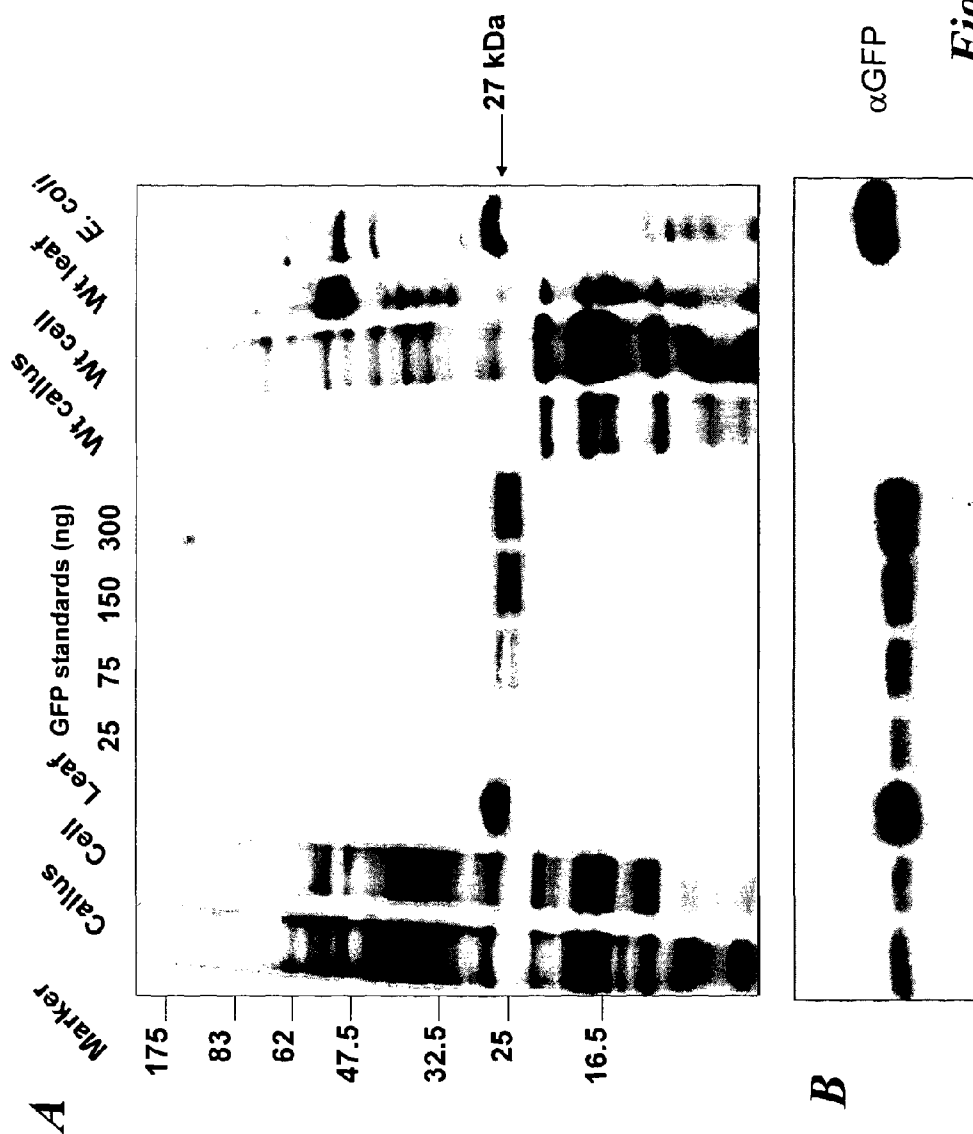 A
Marker
Callus
Cell
Leaf
GFP standards (ng)
25
75
150
300
Wt callus
Wt cell
Wt leaf
E. coli
175
83
62
47.5
32.5
25
16.5
27 kDa
B
αGFP